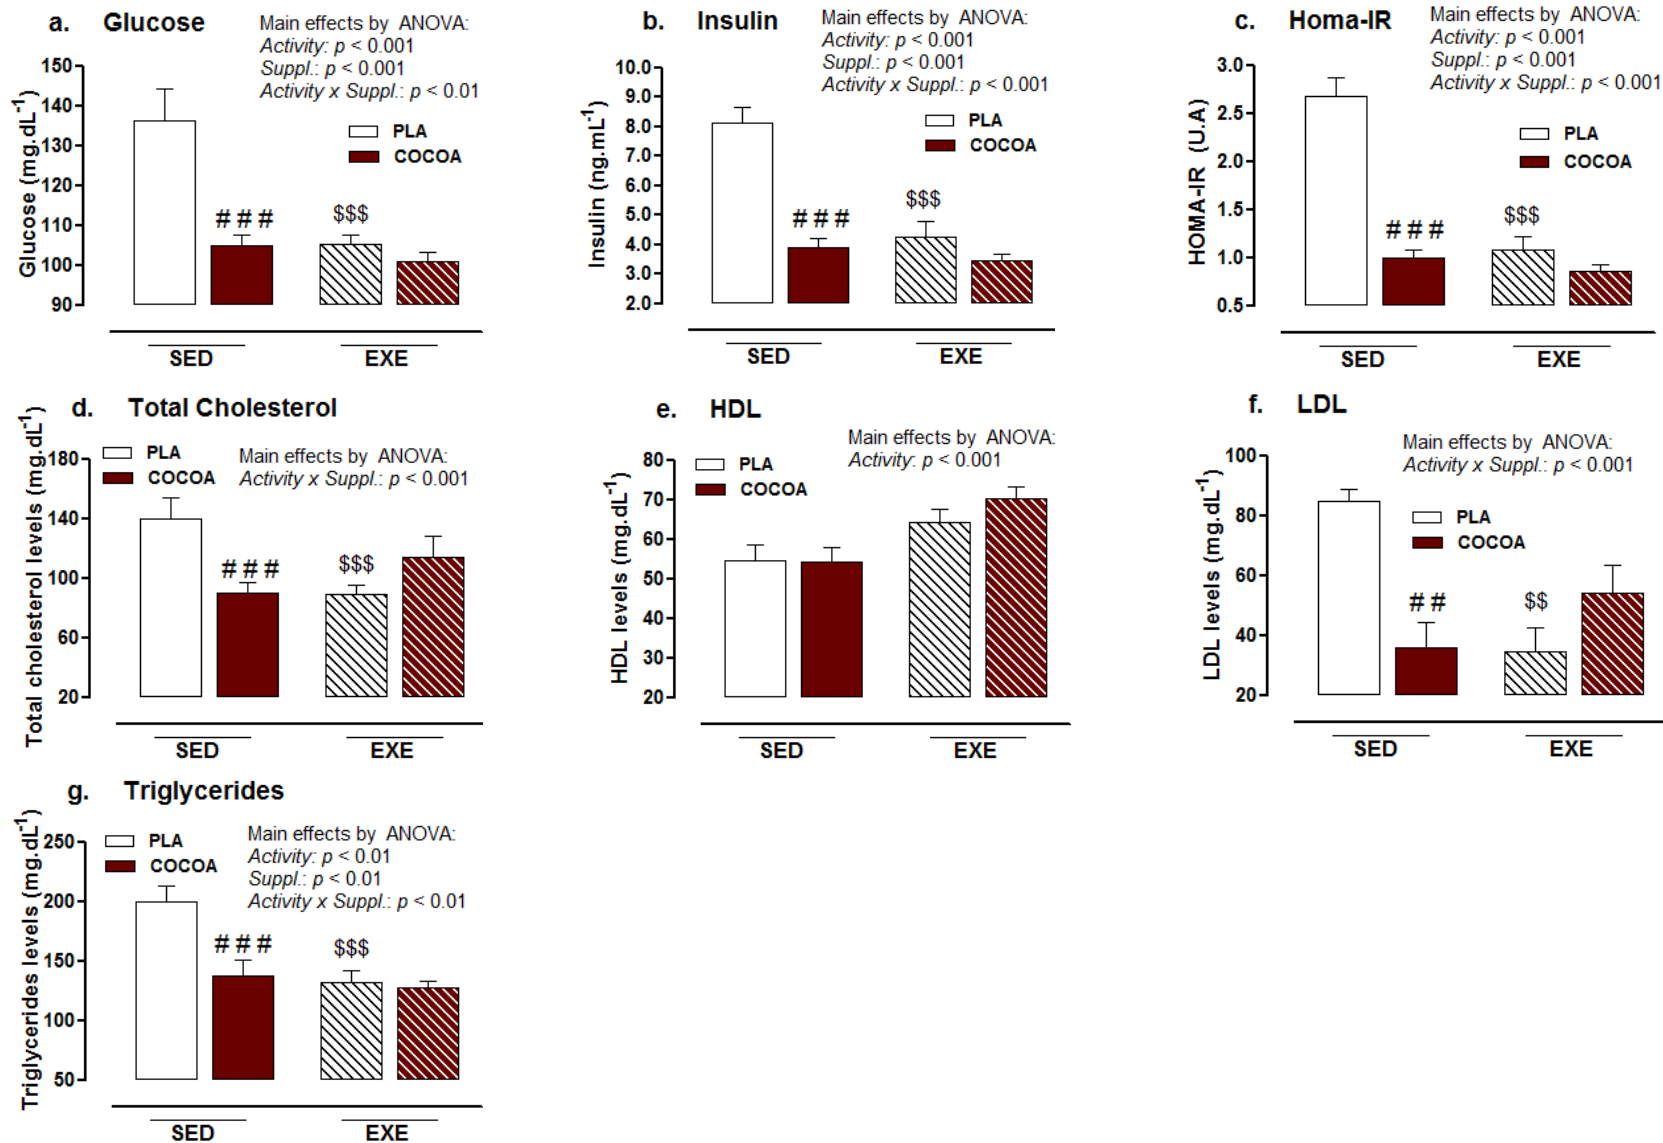 a. Glucose
Main effects by ANOVA:
Activity: p < 0.001
Suppl.: p < 0.001
Activity x Suppl.: p < 0.01
Glucose (mg.dL-1)
150
140
130
120
110
100
90
PLA
COCOA
###
$$$
SED
EXE
b. Insulin
Main effects by ANOVA:
Activity: p < 0.001
Suppl.: p < 0.001
Activity x Suppl.: p < 0.001
Insulin (ng.mL-1)
10.0
9.0
8.0
7.0
6.0
5.0
4.0
3.0
2.0
PLA
COCOA
###
$$$
SED
EXE
c. Homa-IR
Main effects by ANOVA:
Activity: p < 0.001
Suppl.: p < 0.001
Activity x Suppl.: p < 0.001
HOMA-IR (U.A)
3.0
2.5
2.0
1.5
1.0
0.5
PLA
COCOA
###
$$$
SED
EXE
d. Total Cholesterol
PLA
COCOA
Main effects by ANOVA:
Activity x Suppl.: p < 0.001
Total cholesterol levels (mg.dL-1)
180
140
100
60
20
###
$$$
SED
EXE
e. HDL
PLA
COCOA
Main effects by ANOVA:
Activity: p < 0.001
HDL levels (mg.dL-1)
80
70
60
50
40
30
20
SED
EXE
f. LDL
Main effects by ANOVA:
Activity x Suppl.: p < 0.001
LDL levels (mg.dL-1)
100
80
60
40
20
PLA
COCOA
##
$$
SED
EXE
g. Triglycerides
PLA
COCOA
Main effects by ANOVA:
Activity: p < 0.01
Suppl.: p < 0.01
Activity x Suppl.: p < 0.01
Triglycerides levels (mg.dL-1)
250
200
150
100
50
###
$$$
SED
EXE